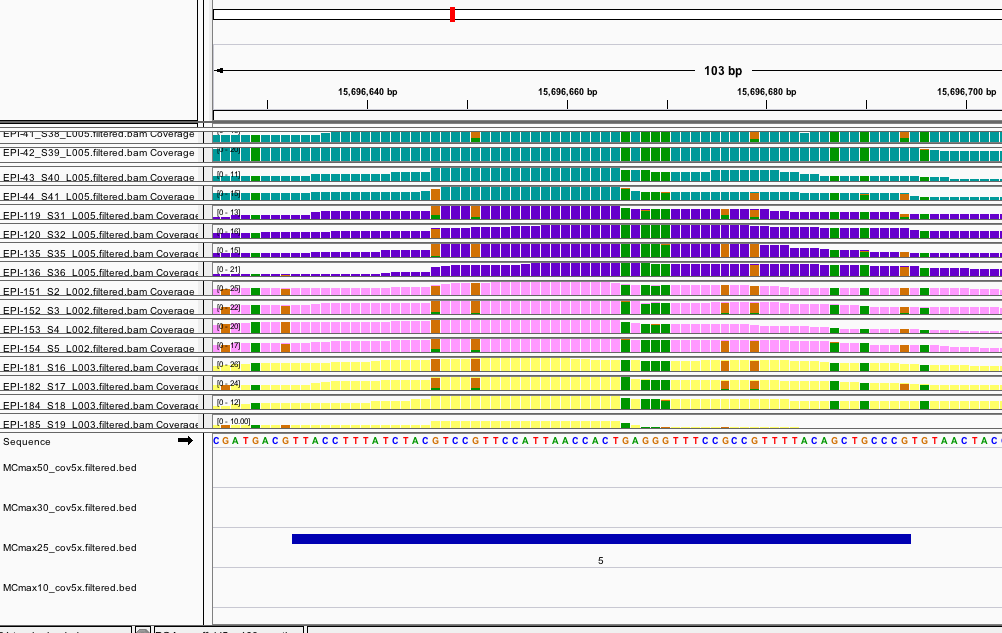 103 bp
15,696,640 bp 15,696,660 bp 15,696,680 bp 15,696,700 bp
EPI-41_S38_L005.filtered.bam Coverage
EPI-42_S39_L005.filtered.bam Coverage
EPI-43_S40_L005.filtered.bam Coverage [0 - 11]
EPI-44_S41_L005.filtered.bam Coverage [0 - 15]
EPI-119_S31_L005.filtered.bam Coverage [0 - 13]
EPI-120_S32_L005.filtered.bam Coverage [0 - 16]
EPI-135_S35_L005.filtered.bam Coverage [0 - 15]
EPI-136_S36_L005.filtered.bam Coverage [0 - 21]
EPI-151_S2_L002.filtered.bam Coverage [0 - 25]
EPI-152_S3_L002.filtered.bam Coverage [0 - 22]
EPI-153_S4_L002.filtered.bam Coverage [0 - 20]
EPI-154_S5_L002.filtered.bam Coverage [0 - 17]
EPI-181_S16_L003.filtered.bam Coverage [0 - 26]
EPI-182_S17_L003.filtered.bam Coverage [0 - 24]
EPI-184_S18_L003.filtered.bam Coverage [0 - 12]
EPI-185_S19_L003.filtered.bam Coverage [0 - 10.00]
Sequence C G A T G A C G T T A C C T T T A T C T A C G T C C G T T C C A T T A A C C A C T G A G G G T T T C C G C C G T T T T A C A G C T G C C C G T G T A A C T A C
MCmax50_cov5x.filtered.bed
MCmax30_cov5x.filtered.bed
MCmax25_cov5x.filtered.bed
5
MCmax10_cov5x.filtered.bed